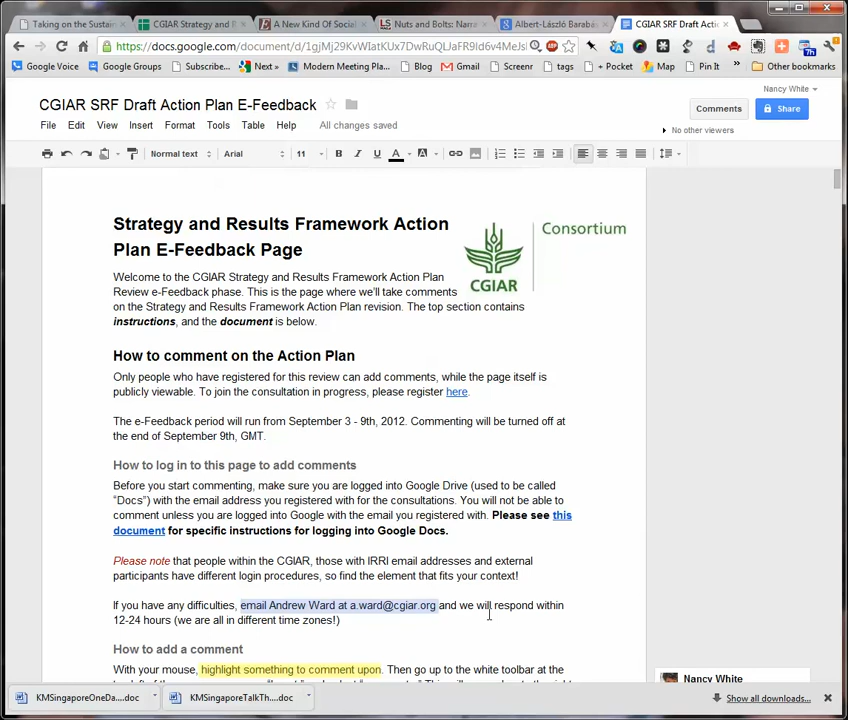 Taking on the Sustain
CGIAR Strategy and R
A New Kind Of Social
Nuts and Bolts: Narra
Albert-László Barabas
CGIAR SRF Draft Acti
https://docs.google.com/document/d/1gjMj29KvWIatKUx7DwRuQLJaFR9Id6v4MeJsl
Google Voice
Google Groups
Subscribe...
Next »
Modern Meeting Pla...
Blog
Gmail
Screenr
tags
+ Pocket
Map
Pin It
»
Other bookmarks
Nancy White
CGIAR SRF Draft Action Plan E-Feedback
Comments
Share
File Edit View Insert Format Tools Table Help All changes saved
No other viewers
Normal text Arial 11 B I U A A
Strategy and Results Framework Action
Plan E-Feedback Page
Consortium
CGIAR
Welcome to the CGIAR Strategy and Results Framework Action Plan
Review e-Feedback phase. This is the page where we'll take comments
on the Strategy and Results Framework Action Plan revision. The top section contains
instructions, and the document is below.
How to comment on the Action Plan
Only people who have registered for this review can add comments, while the page itself is
publicly viewable. To join the consultation in progress, please register here.
The e-Feedback period will run from September 3 - 9th, 2012. Commenting will be turned off at
the end of September 9th, GMT.
How to log in to this page to add comments
Before you start commenting, make sure you are logged into Google Drive (used to be called
"Docs") with the email address you registered with for the consultations. You will not be able to
comment unless you are logged into Google with the email you registered with. Please see this
document for specific instructions for logging into Google Docs.
Please note that people within the CGIAR, those with IRRI email addresses and external
participants have different login procedures, so find the element that fits your context!
If you have any difficulties, email Andrew Ward at a.ward@cgiar.org and we will respond within
12-24 hours (we are all in different time zones!)
How to add a comment
With your mouse, highlight something to comment upon. Then go up to the white toolbar at the
Nancy White
KMSingaporeOneDa....doc
KMSingaporeTalkTh....doc
Show all downloads...